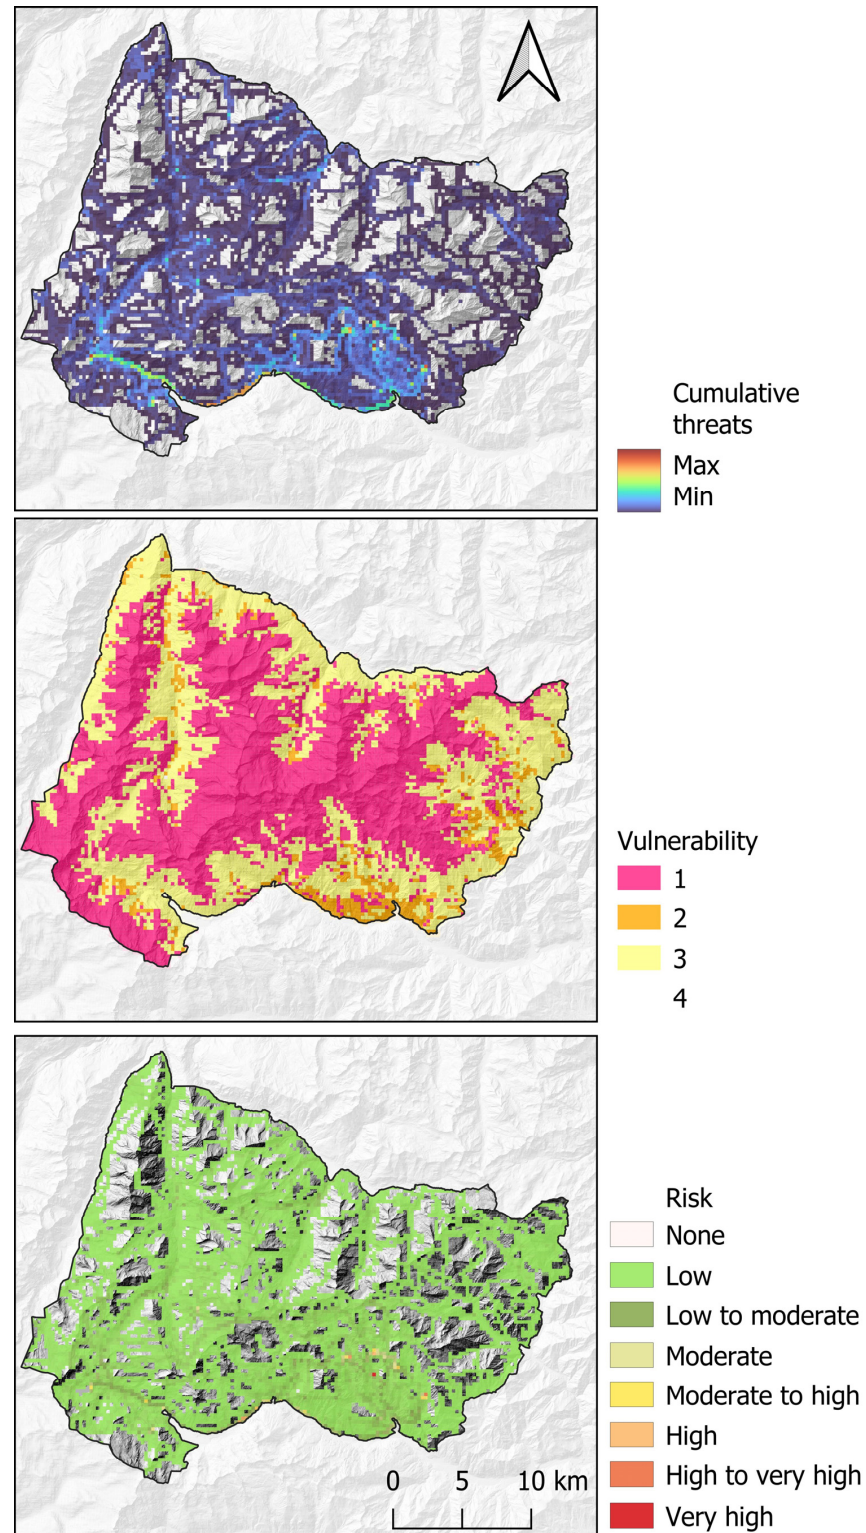 Cumulative
threats
Max
Min
Vulnerability
1
2
3
4
Risk
None
Low
Low to moderate
Moderate
Moderate to high
High
High to very high
Very high
0 5 10 km